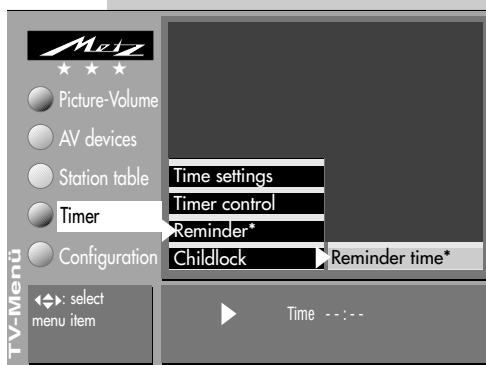 Metz
Picture-Volume
AV devices
Station table
Timer
Configuration
Time settings
Timer control
Reminder*
Childlock
Reminder time*
TV-Menü
: select
menu item
Time --:--